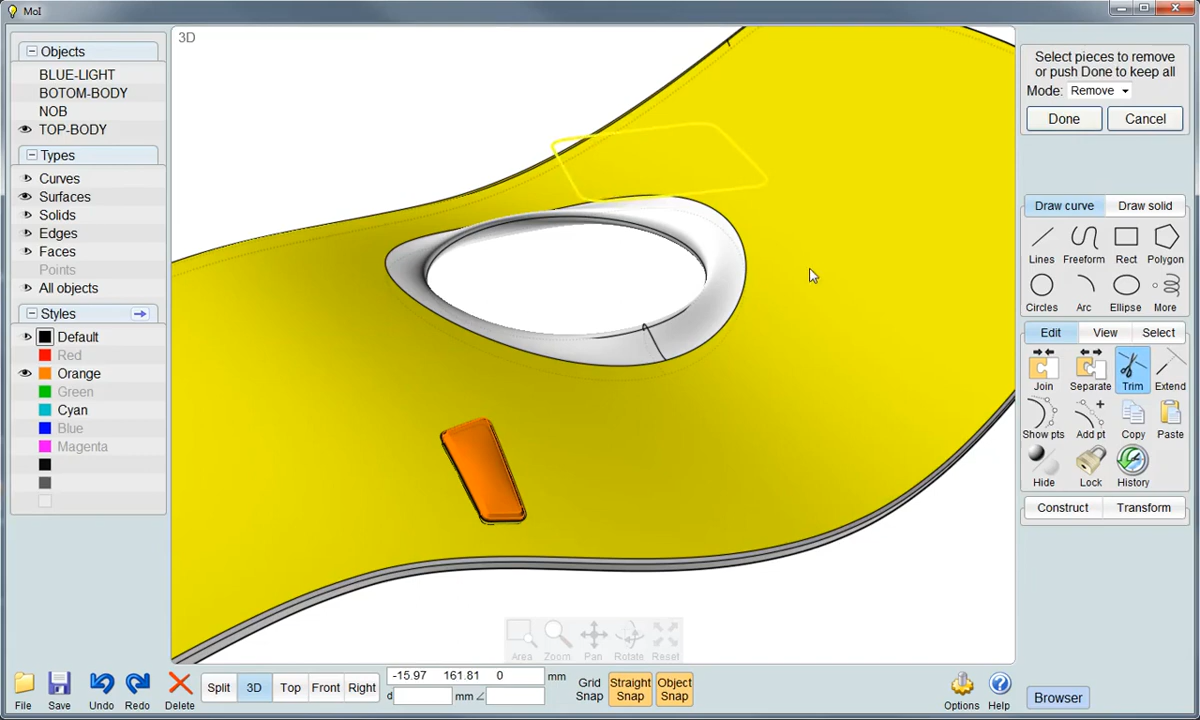 MoI
Objects
BLUE-LIGHT
BOTOM-BODY
NOB
TOP-BODY
Types
Curves
Surfaces
Solids
Edges
Faces
Points
All objects
Styles
Default
Red
Orange
Green
Cyan
Blue
Magenta
3D
Select pieces to remove
or push Done to keep all
Mode: Remove
Done Cancel
Draw curve Draw solid
Lines Freeform Rect Polygon
Circles Arc Ellipse More
Edit View Select
Join Separate Trim Extend
Show pts Add pt Copy Paste
Hide Lock History
Construct Transform
Area Zoom Pan Rotate Reset
File Save Undo Redo Delete
Split 3D Top Front Right
-15.97 161.81 0 mm
d mm∠
Grid Snap
Straight Snap
Object Snap
Options Help
Browser